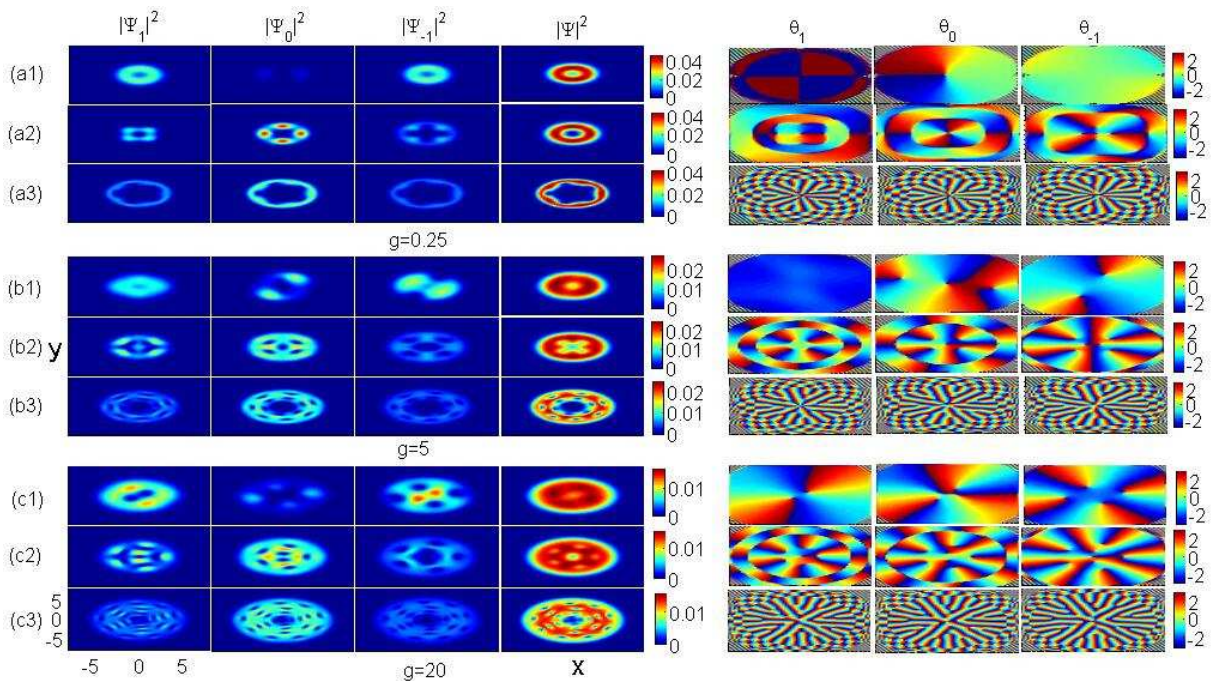 |Ψ₁|² |Ψ₀|² |Ψ₋₁|² |Ψ|² θ₁ θ₀ θ₋₁
(a1) 0.04 0.02 0 2 0 -2
(a2) 0.04 0.02 0 2 0 -2
(a3) 0.04 0.02 0 2 0 -2
g=0.25
(b1) 0.02 0.01 0 2 0 -2
(b2) y 0.02 0.01 0 2 0 -2
(b3) 0.02 0.01 0 2 0 -2
g=5
(c1) 0.01 0 2 0 -2
(c2) 0.01 0 2 0 -2
(c3) 5 0 -5 0.01 0 2 0 -2
-5 0 5 x
g=20